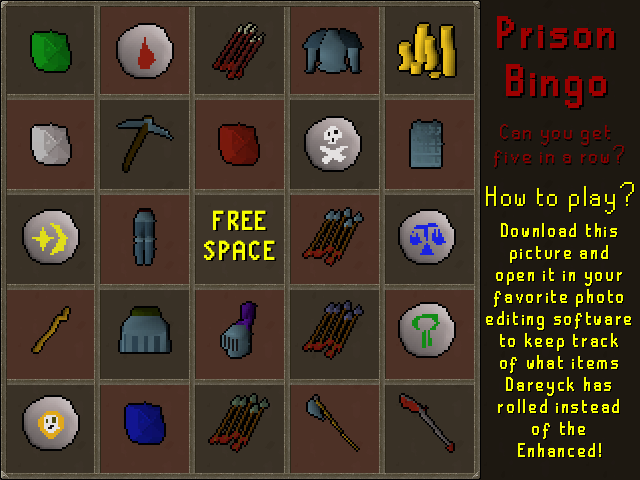 Prison
Bingo
Can you get
five in a row?
How to play?
Download this
picture and
open it in your
favorite photo
editing software
to keep track
of what items
Dareyck has
rolled instead
of the
Enhanced!
FREE
SPACE